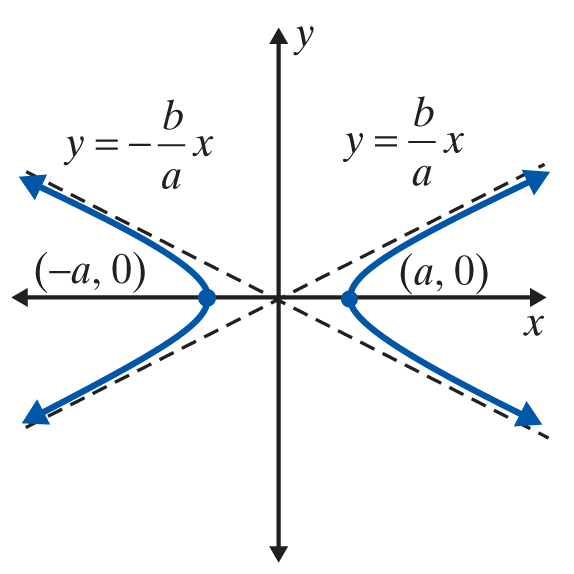 y
y = -b/a x
y = b/a x
(-a, 0)
(a, 0)
x